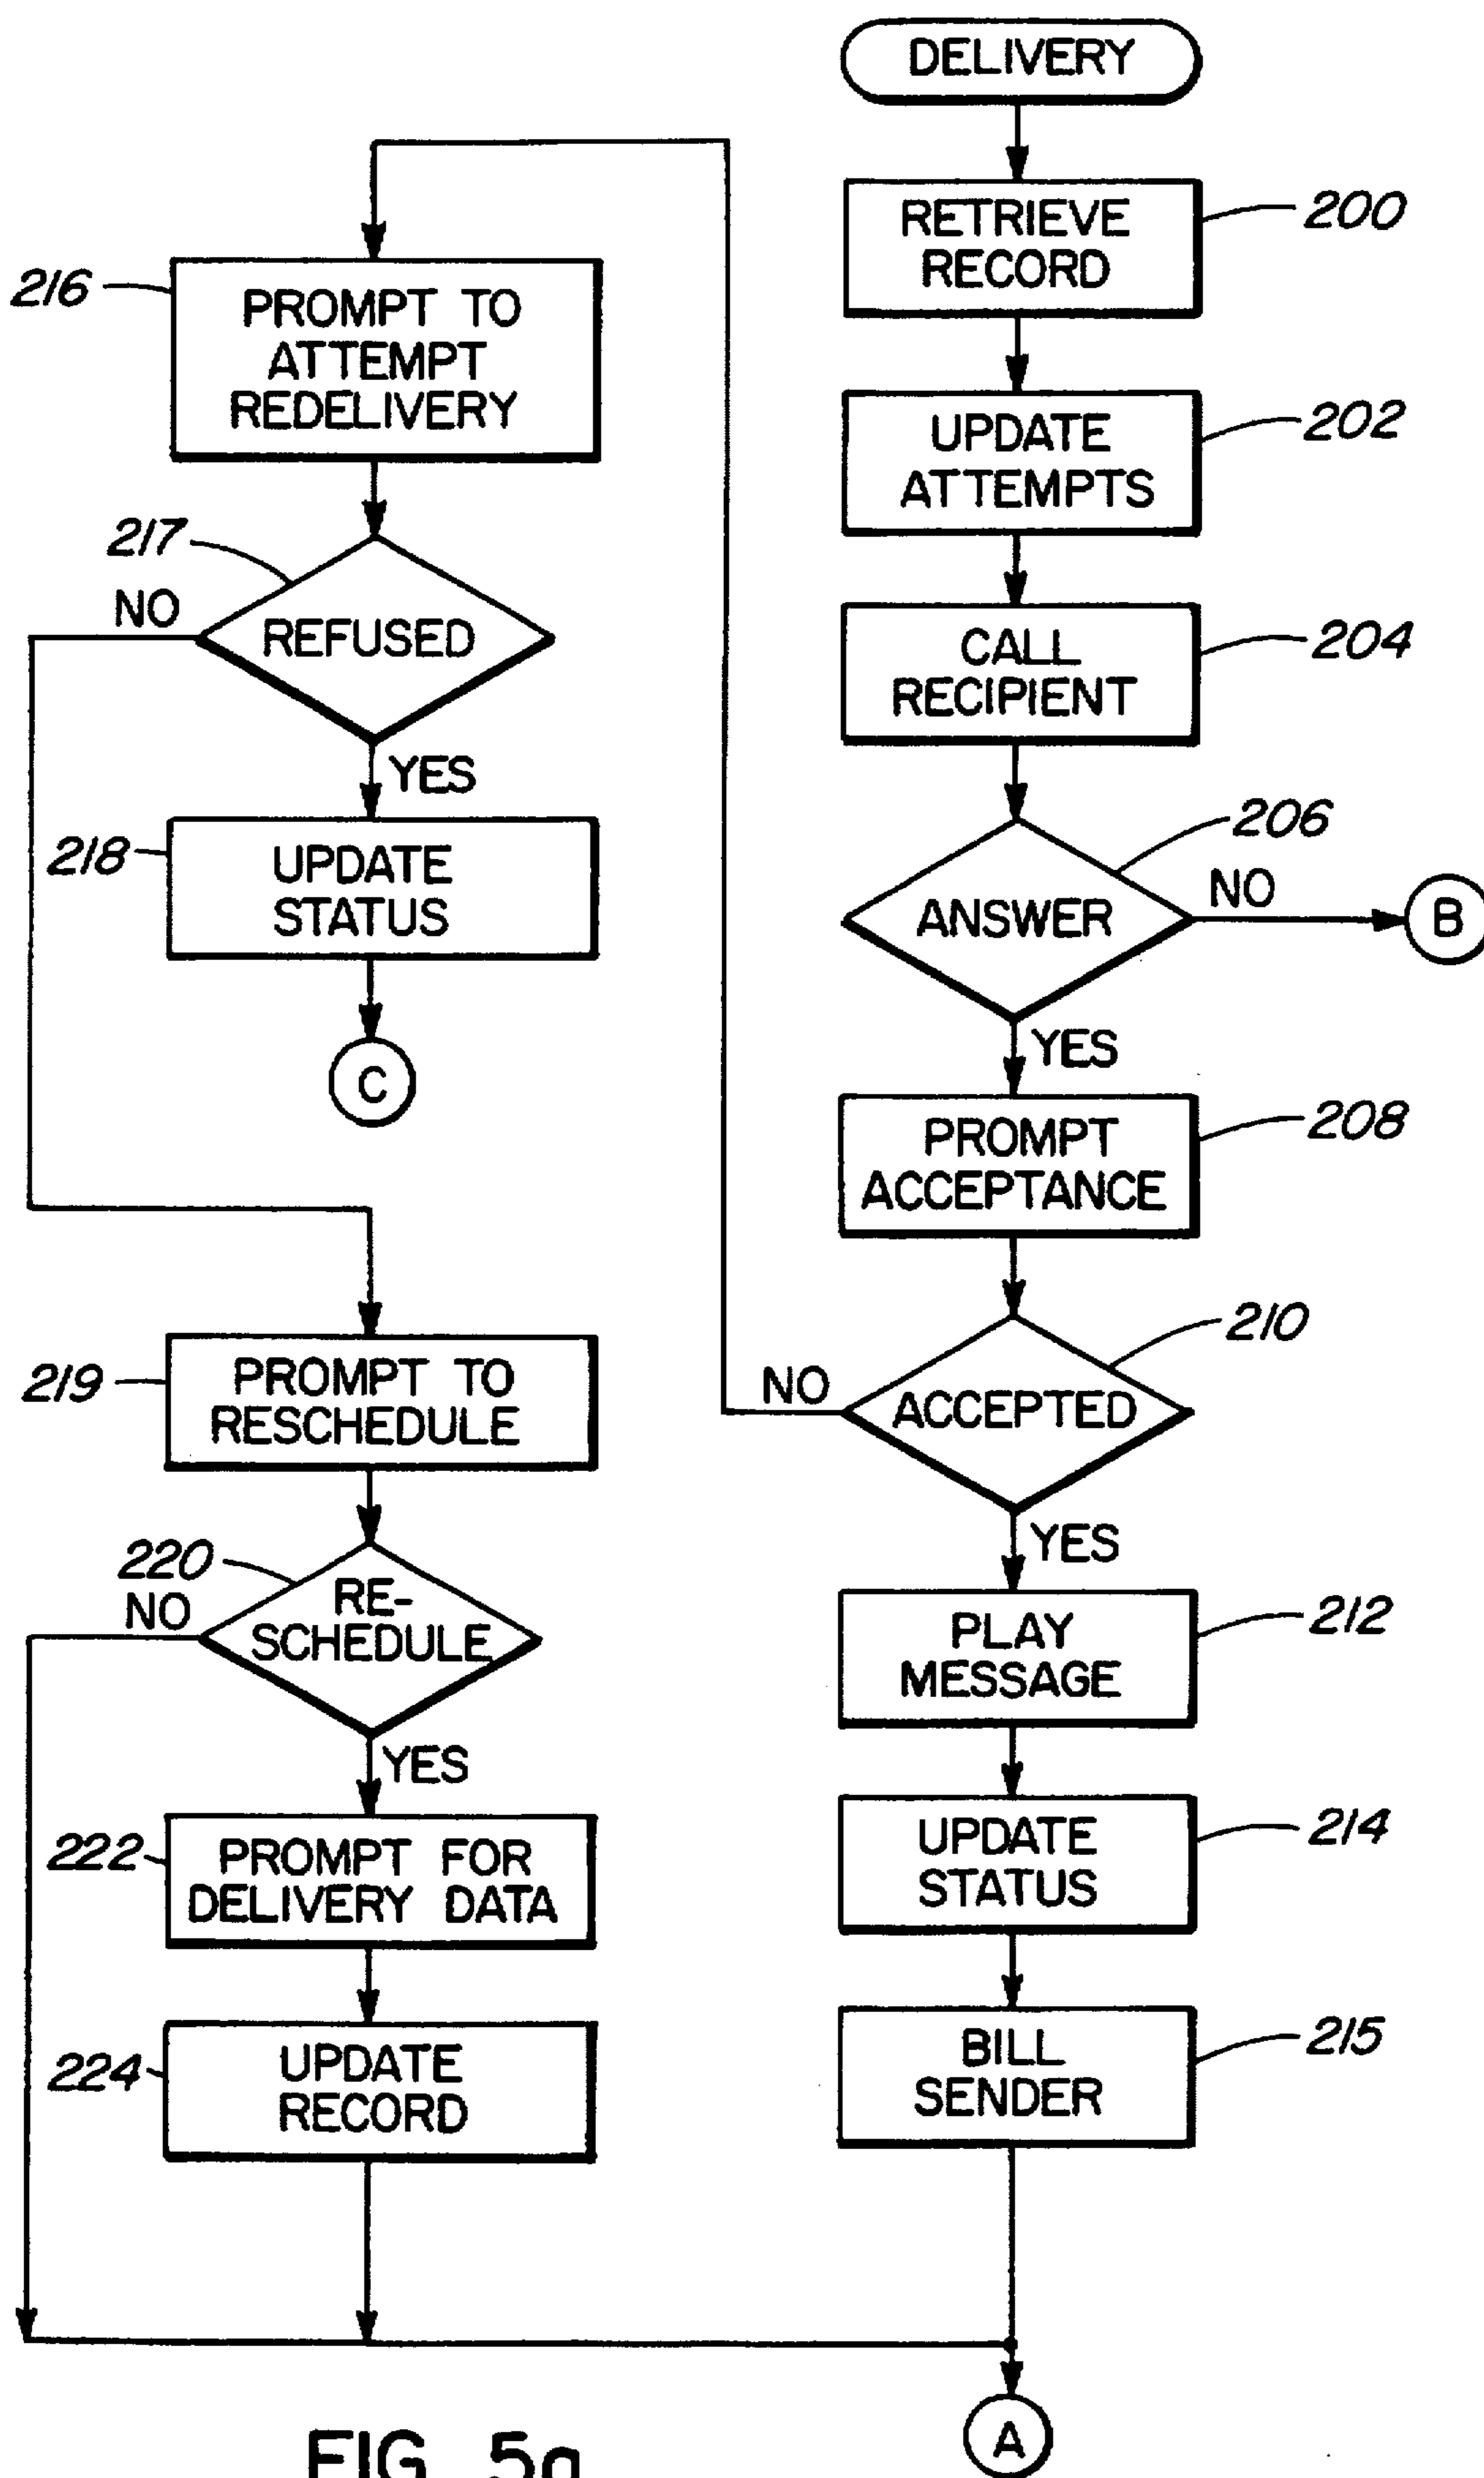 DELIVERY
RETRIEVE
RECORD
200
UPDATE
ATTEMPTS
202
CALL
RECIPIENT
204
ANSWER
206
NO
B
YES
PROMPT
ACCEPTANCE
208
ACCEPTED
210
NO
YES
PLAY
MESSAGE
212
UPDATE
STATUS
214
BILL
SENDER
215
216
PROMPT TO
ATTEMPT
REDELIVERY
217
NO
REFUSED
YES
218
UPDATE
STATUS
C
219
PROMPT TO
RESCHEDULE
220
NO
RE-
SCHEDULE
YES
222
PROMPT FOR
DELIVERY DATA
224
UPDATE
RECORD
A
FIG. 5a